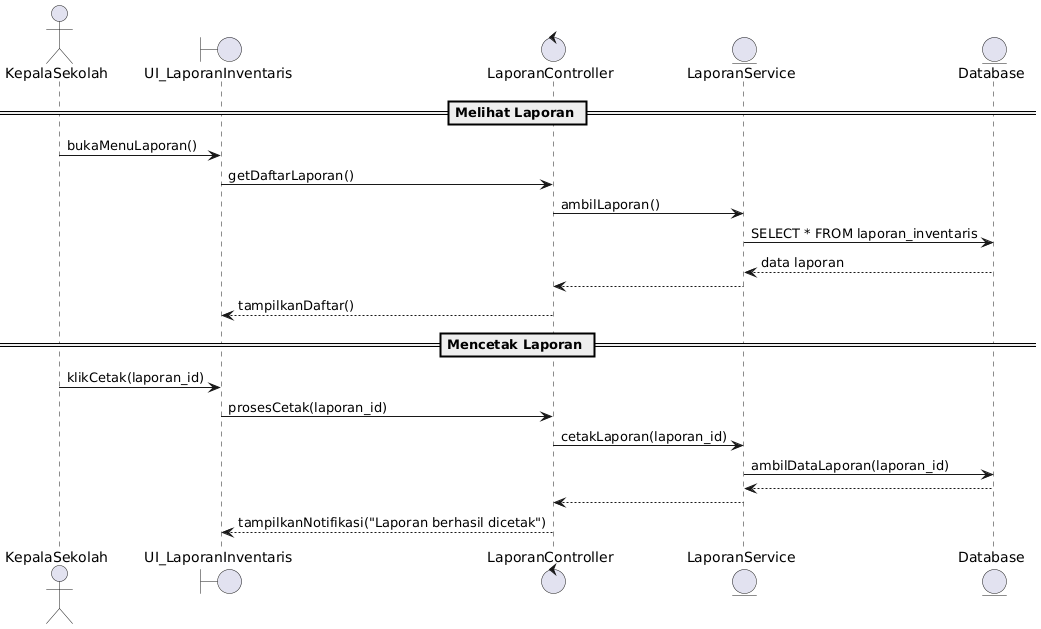 KepalaSekolah UI_LaporanInventaris LaporanController LaporanService Database
Melihat Laporan
bukaMenuLaporan()
getDaftarLaporan()
ambilLaporan()
SELECT * FROM laporan_inventaris
data laporan
tampilkanDaftar()
Mencetak Laporan
klikCetak(laporan_id)
prosesCetak(laporan_id)
cetakLaporan(laporan_id)
ambilDataLaporan(laporan_id)
tampilkanNotifikasi("Laporan berhasil dicetak")
KepalaSekolah UI_LaporanInventaris LaporanController LaporanService Database